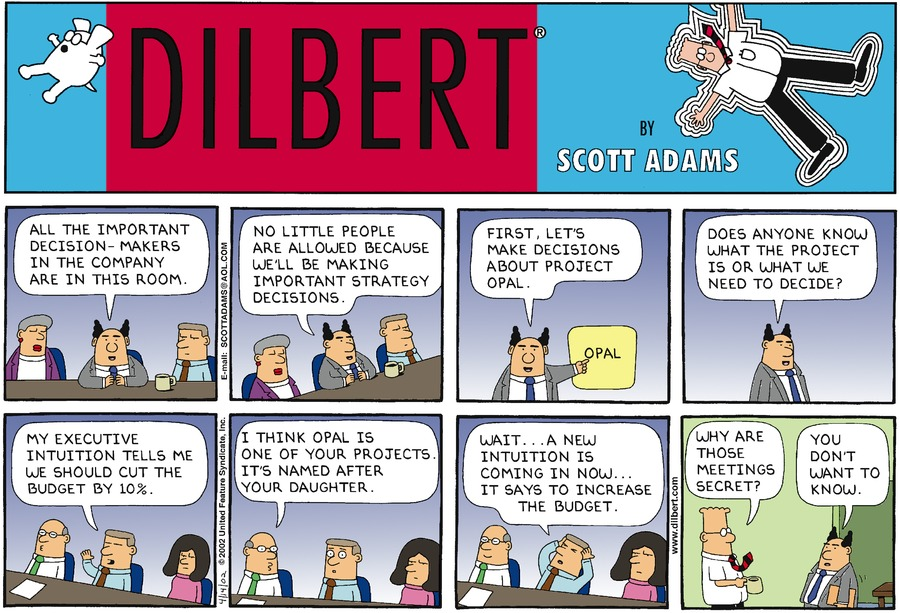 DILBERT®
BY
SCOTT ADAMS
ALL THE IMPORTANT
DECISION-MAKERS
IN THE COMPANY
ARE IN THIS ROOM.
E-mail: SCOTTADAMS@AOL.COM
NO LITTLE PEOPLE
ARE ALLOWED BECAUSE
WE'LL BE MAKING
IMPORTANT STRATEGY
DECISIONS.
FIRST, LET'S
MAKE DECISIONS
ABOUT PROJECT
OPAL.
OPAL
DOES ANYONE KNOW
WHAT THE PROJECT
IS OR WHAT WE
NEED TO DECIDE?
MY EXECUTIVE
INTUITION TELLS ME
WE SHOULD CUT THE
BUDGET BY 10%.
4/14/02 © 2002 United Feature Syndicate, Inc.
I THINK OPAL IS
ONE OF YOUR PROJECTS.
IT'S NAMED AFTER
YOUR DAUGHTER.
WAIT...A NEW
INTUITION IS
COMING IN NOW...
IT SAYS TO INCREASE
THE BUDGET.
www.dilbert.com
WHY ARE
THOSE
MEETINGS
SECRET?
YOU
DON'T
WANT TO
KNOW.